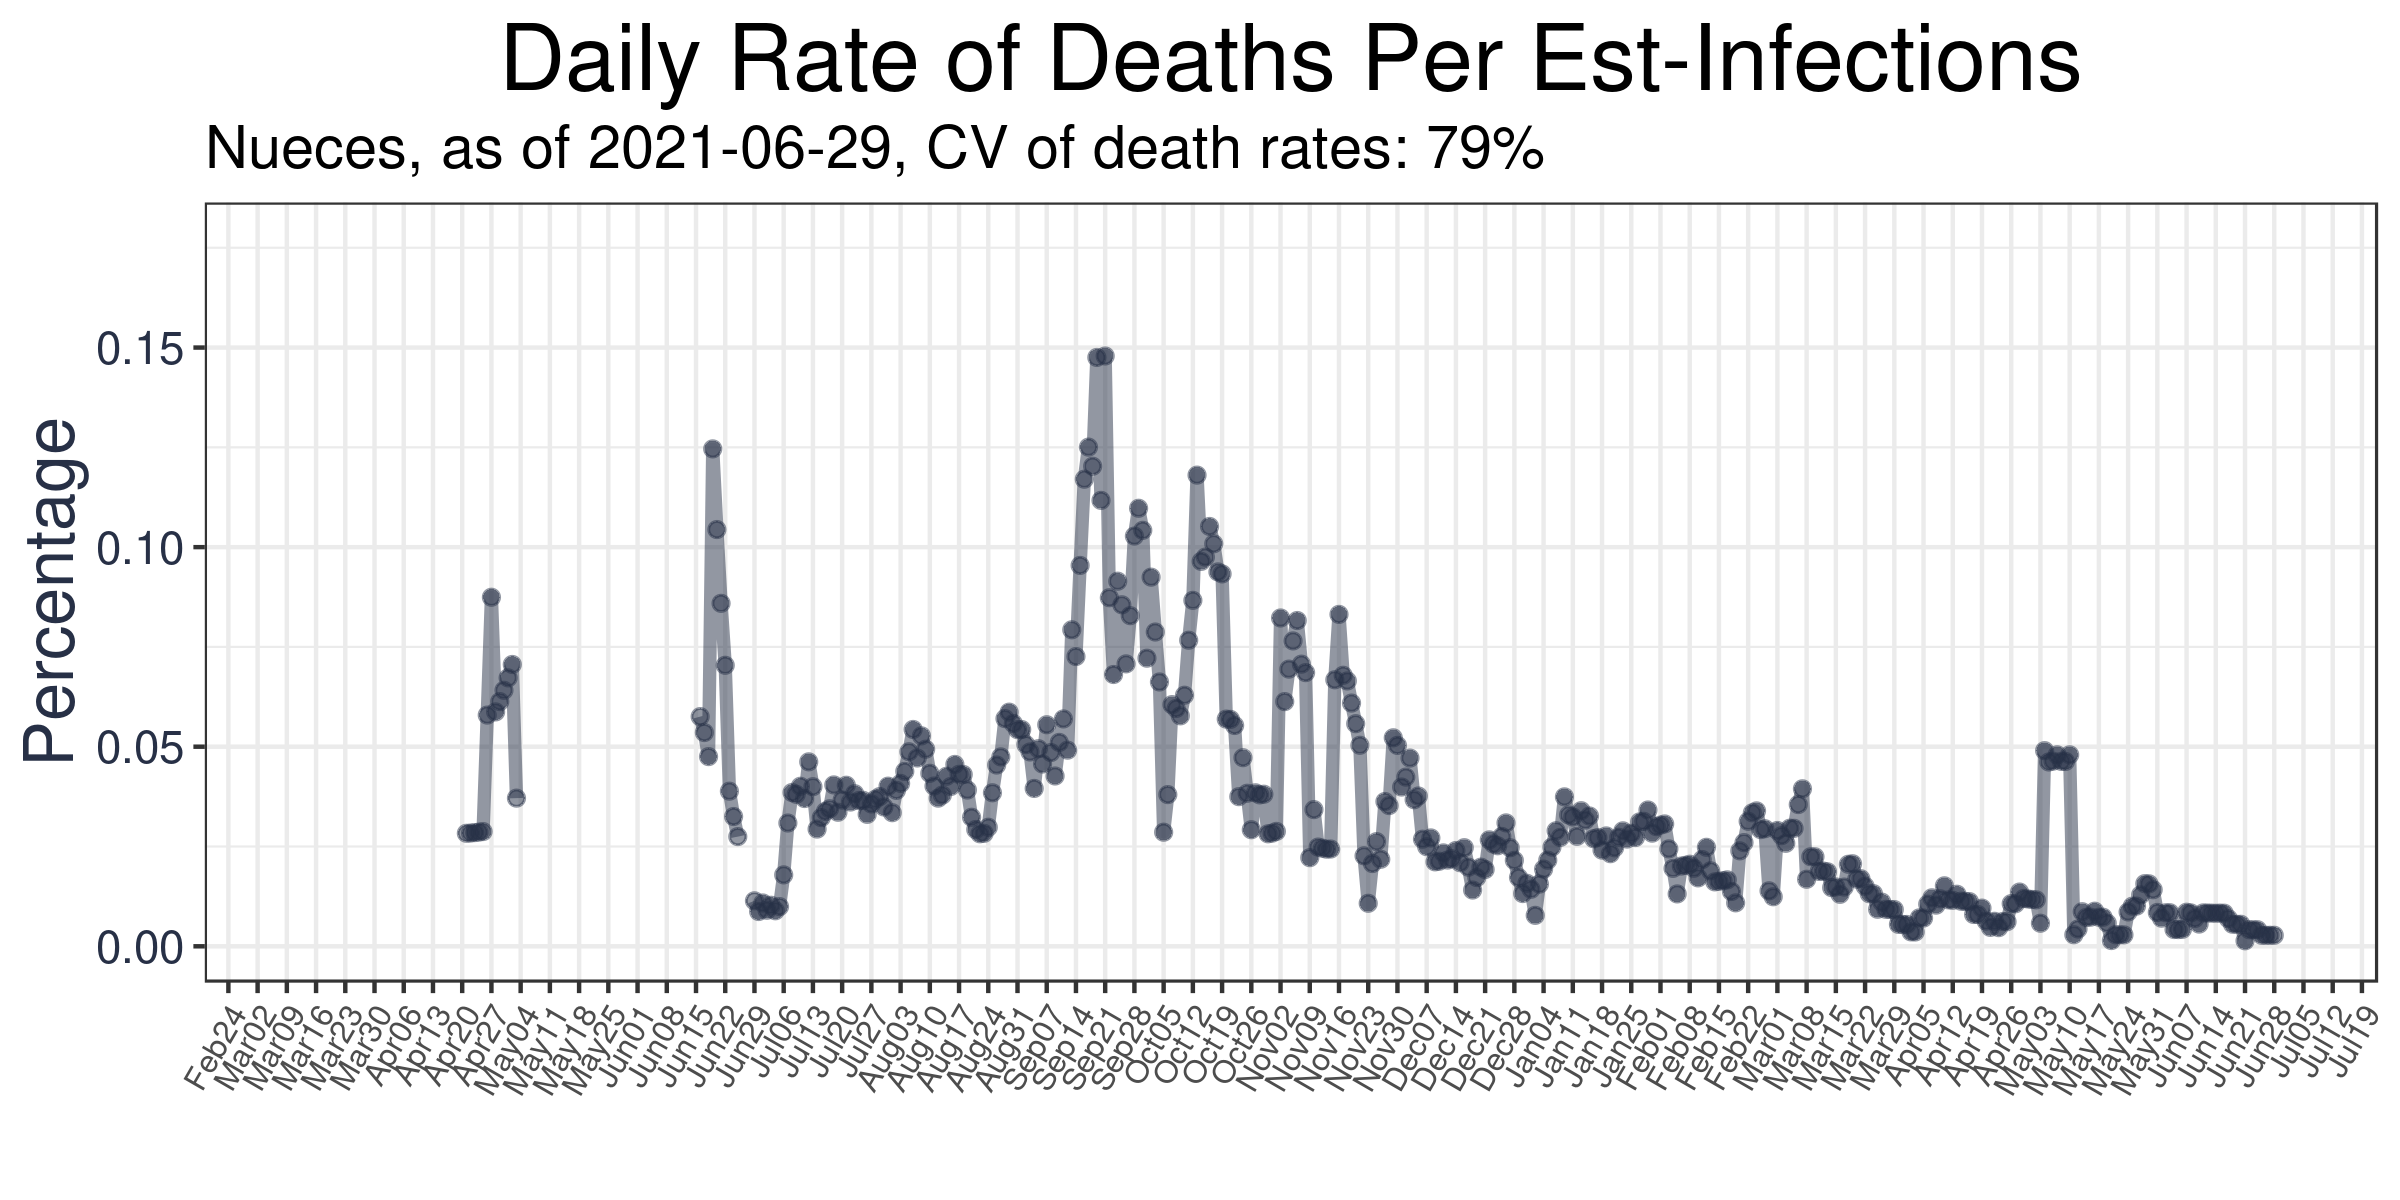 Daily Rate of Deaths Per Est-Infections
Nueces, as of 2021-06-29, CV of death rates: 79%
Percentage
0.15
0.10
0.05
0.00
Feb24
Mar02
Mar09
Mar16
Mar23
Mar30
Apr06
Apr13
Apr20
Apr27
May04
May11
May18
May25
Jun01
Jun08
Jun15
Jun22
Jun29
Jul06
Jul13
Jul20
Jul27
Aug03
Aug10
Aug17
Aug24
Aug31
Sep07
Sep14
Sep21
Sep28
Oct05
Oct12
Oct19
Oct26
Nov02
Nov09
Nov16
Nov23
Nov30
Dec07
Dec14
Dec21
Dec28
Jan04
Jan11
Jan18
Jan25
Feb01
Feb08
Feb15
Feb22
Mar01
Mar08
Mar15
Mar22
Mar29
Apr05
Apr12
Apr19
Apr26
May03
May10
May17
May24
May31
Jun07
Jun14
Jun21
Jun28
Jul05
Jul12
Jul19